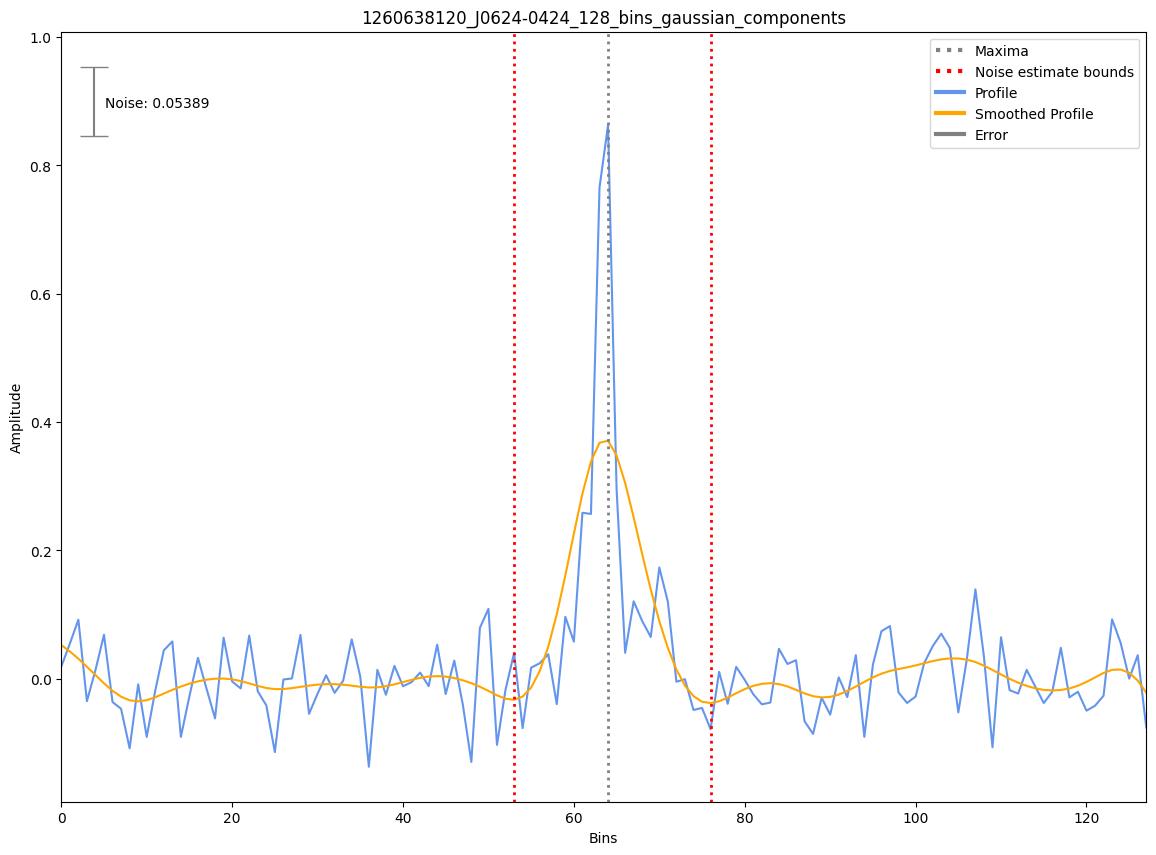 1260638120_J0624-0424_128_bins_gaussian_components
Maxima
Noise estimate bounds
Profile
Smoothed Profile
Error
Noise: 0.05389
Amplitude
1.0
0.8
0.6
0.4
0.2
0.0
0 20 40 60 80 100 120
Bins